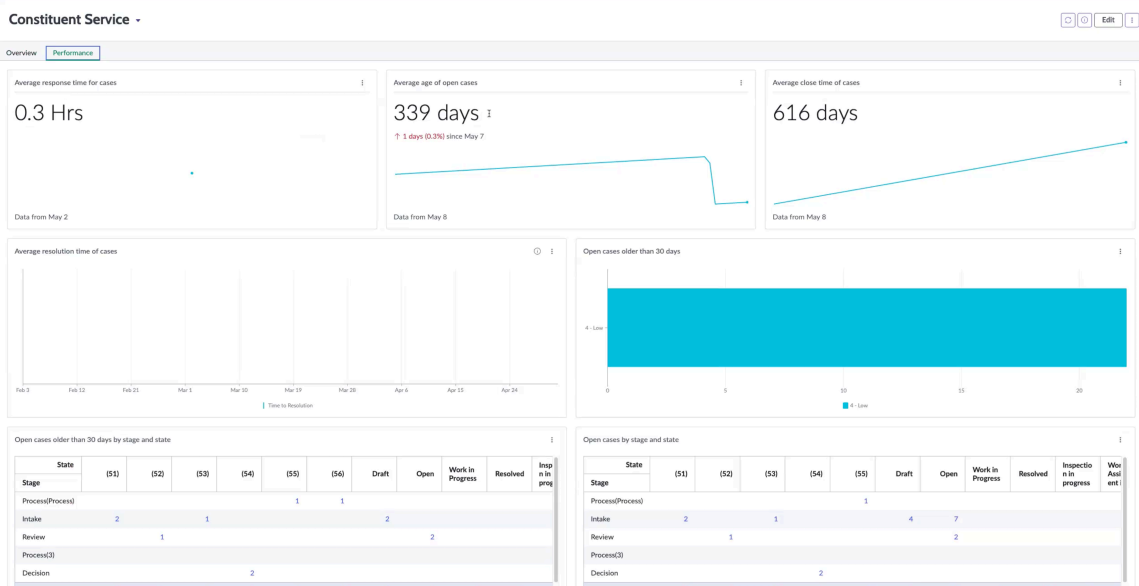 Constituent Service
Edit
Overview Performance
Average response time for cases
0.3 Hrs
Data from May 2
Average age of open cases
339 days
↑ 1 days (0.3%) since May 7
Data from May 8
Average close time of cases
616 days
Data from May 8
Average resolution time of cases
Feb 3 Feb 12 Feb 21 Mar 1 Mar 10 Mar 19 Mar 28 Apr 6 Apr 15 Apr 24
Time to Resolution
Open cases older than 30 days
4 - Low
0 5 10 15 20
4 - Low
Open cases older than 30 days by stage and state
State
Stage
(51) (52) (53) (54) (55) (56) Draft Open Work in Progress Resolved Insp n in prog
Process(Process) 1 1
Intake 2 1 2
Review 1 2
Process(3)
Decision 2
Open cases by stage and state
State
Stage
(51) (52) (53) (54) (55) Draft Open Work in Progress Resolved Inspectio n in progress Wor Assi ent i
Process(Process) 1
Intake 2 1 4 7
Review 1 2
Process(3)
Decision 2